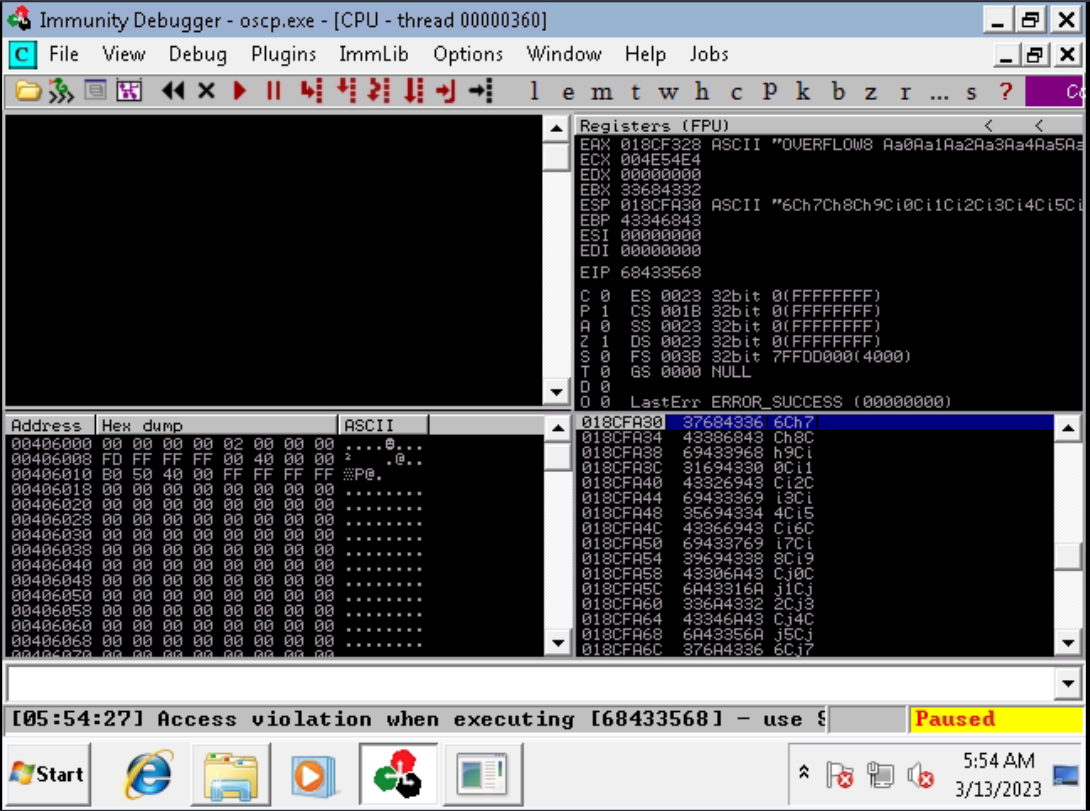 Immunity Debugger - oscp.exe - [CPU - thread 00000360]
C File View Debug Plugins ImmLib Options Window Help Jobs
l e m t w h c P k b z r ... s ? Co
Registers (FPU) < <
EAX 018CF328 ASCII "OVERFLOW8 Aa0Aa1Aa2Aa3Aa4Aa5Aa
ECX 004E54E4
EDX 00000000
EBX 33684332
ESP 018CFA30 ASCII "6Ch7Ch8Ch9Ci0Ci1Ci2Ci3Ci4Ci5Ci
EBP 43346843
ESI 00000000
EDI 00000000
EIP 68433568
C 0 ES 0023 32bit 0(FFFFFFFF)
P 1 CS 001B 32bit 0(FFFFFFFF)
A 0 SS 0023 32bit 0(FFFFFFFF)
Z 1 DS 0023 32bit 0(FFFFFFFF)
S 0 FS 003B 32bit 7FFDD000(4000)
T 0 GS 0000 NULL
D 0
O 0 LastErr ERROR_SUCCESS (00000000)
Address Hex dump ASCII
00406000 00 00 00 00 02 00 00 00 ....☻...
00406008 FD FF FF FF 00 40 00 00 ² .@..
00406010 B0 50 40 00 FF FF FF FF ░P@.
00406018 00 00 00 00 00 00 00 00 ........
00406020 00 00 00 00 00 00 00 00 ........
00406028 00 00 00 00 00 00 00 00 ........
00406030 00 00 00 00 00 00 00 00 ........
00406038 00 00 00 00 00 00 00 00 ........
00406040 00 00 00 00 00 00 00 00 ........
00406048 00 00 00 00 00 00 00 00 ........
00406050 00 00 00 00 00 00 00 00 ........
00406058 00 00 00 00 00 00 00 00 ........
00406060 00 00 00 00 00 00 00 00 ........
00406068 00 00 00 00 00 00 00 00 ........
00406070 00 00 00 00 00 00 00 00
018CFA30 37684336 6Ch7
018CFA34 43386843 Ch8C
018CFA38 69433968 h9Ci
018CFA3C 31694330 0Ci1
018CFA40 43326943 Ci2C
018CFA44 69433369 i3Ci
018CFA48 35694334 4Ci5
018CFA4C 43366943 Ci6C
018CFA50 69433769 i7Ci
018CFA54 39694338 8Ci9
018CFA58 43306A43 Cj0C
018CFA5C 6A43316A j1Cj
018CFA60 336A4332 2Cj3
018CFA64 43346A43 Cj4C
018CFA68 6A43356A j5Cj
018CFA6C 376A4336 6Cj7
[05:54:27] Access violation when executing [68433568] - use S
Paused
Start
5:54 AM
3/13/2023